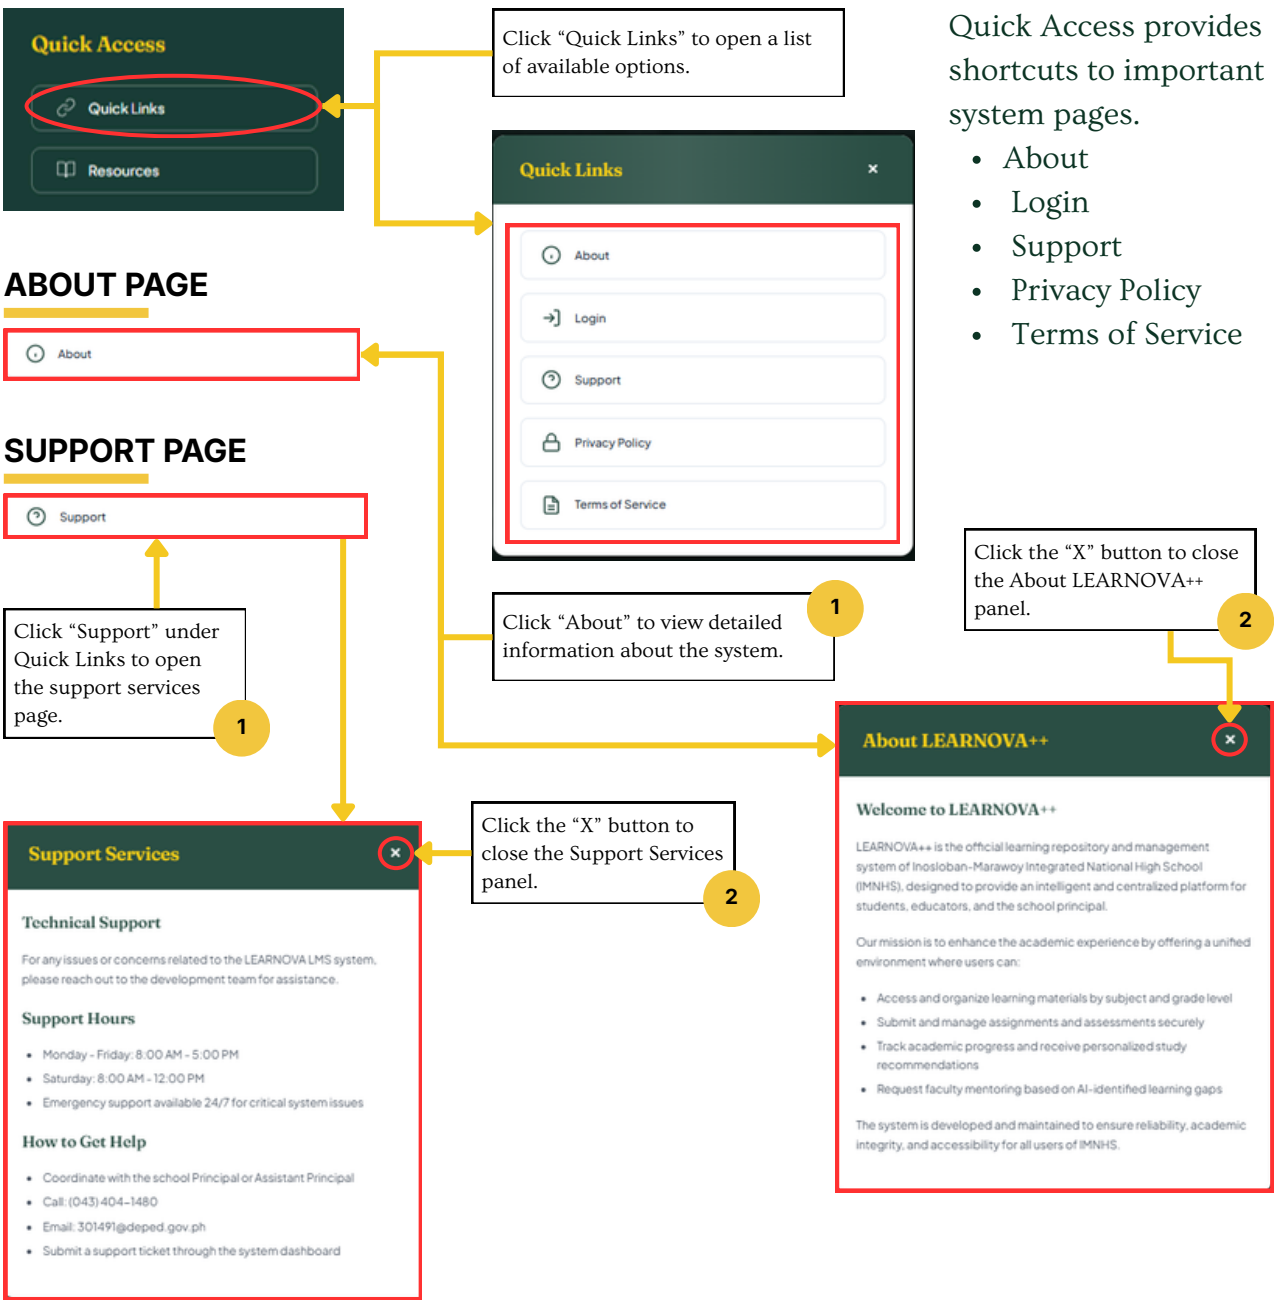 Quick Access
Quick Links
Resources
Click “Quick Links” to open a list
of available options.
Quick Links
×
About
Login
Support
Privacy Policy
Terms of Service
Quick Access provides
shortcuts to important
system pages.
• About
• Login
• Support
• Privacy Policy
• Terms of Service
ABOUT PAGE
About
SUPPORT PAGE
Support
Click “Support” under
Quick Links to open
the support services
page.
1
Click “About” to view detailed
information about the system.
1
Click the “X” button to close
the About LEARNOVA++
panel.
2
About LEARNOVA++
×
Welcome to LEARNOVA++
LEARNOVA++ is the official learning repository and management
system of Inosloban-Marawoy Integrated National High School
(IMNHS), designed to provide an intelligent and centralized platform for
students, educators, and the school principal.
Our mission is to enhance the academic experience by offering a unified
environment where users can:
• Access and organize learning materials by subject and grade level
• Submit and manage assignments and assessments securely
• Track academic progress and receive personalized study
recommendations
• Request faculty mentoring based on AI-identified learning gaps
The system is developed and maintained to ensure reliability, academic
integrity, and accessibility for all users of IMNHS.
Click the “X” button to
close the Support Services
panel.
2
Support Services
×
Technical Support
For any issues or concerns related to the LEARNOVA LMS system,
please reach out to the development team for assistance.
Support Hours
• Monday - Friday: 8:00 AM - 5:00 PM
• Saturday: 8:00 AM - 12:00 PM
• Emergency support available 24/7 for critical system issues
How to Get Help
• Coordinate with the school Principal or Assistant Principal
• Call: (043) 404-1480
• Email: 301491@deped.gov.ph
• Submit a support ticket through the system dashboard